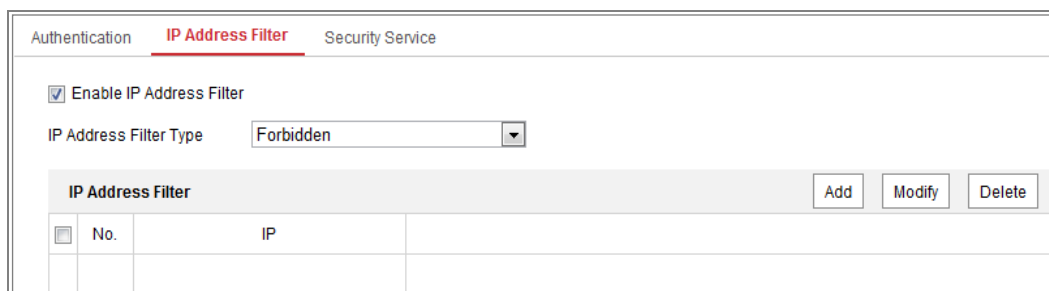 Authentication IP Address Filter Security Service
Enable IP Address Filter
IP Address Filter Type Forbidden
IP Address Filter Add Modify Delete
No. IP